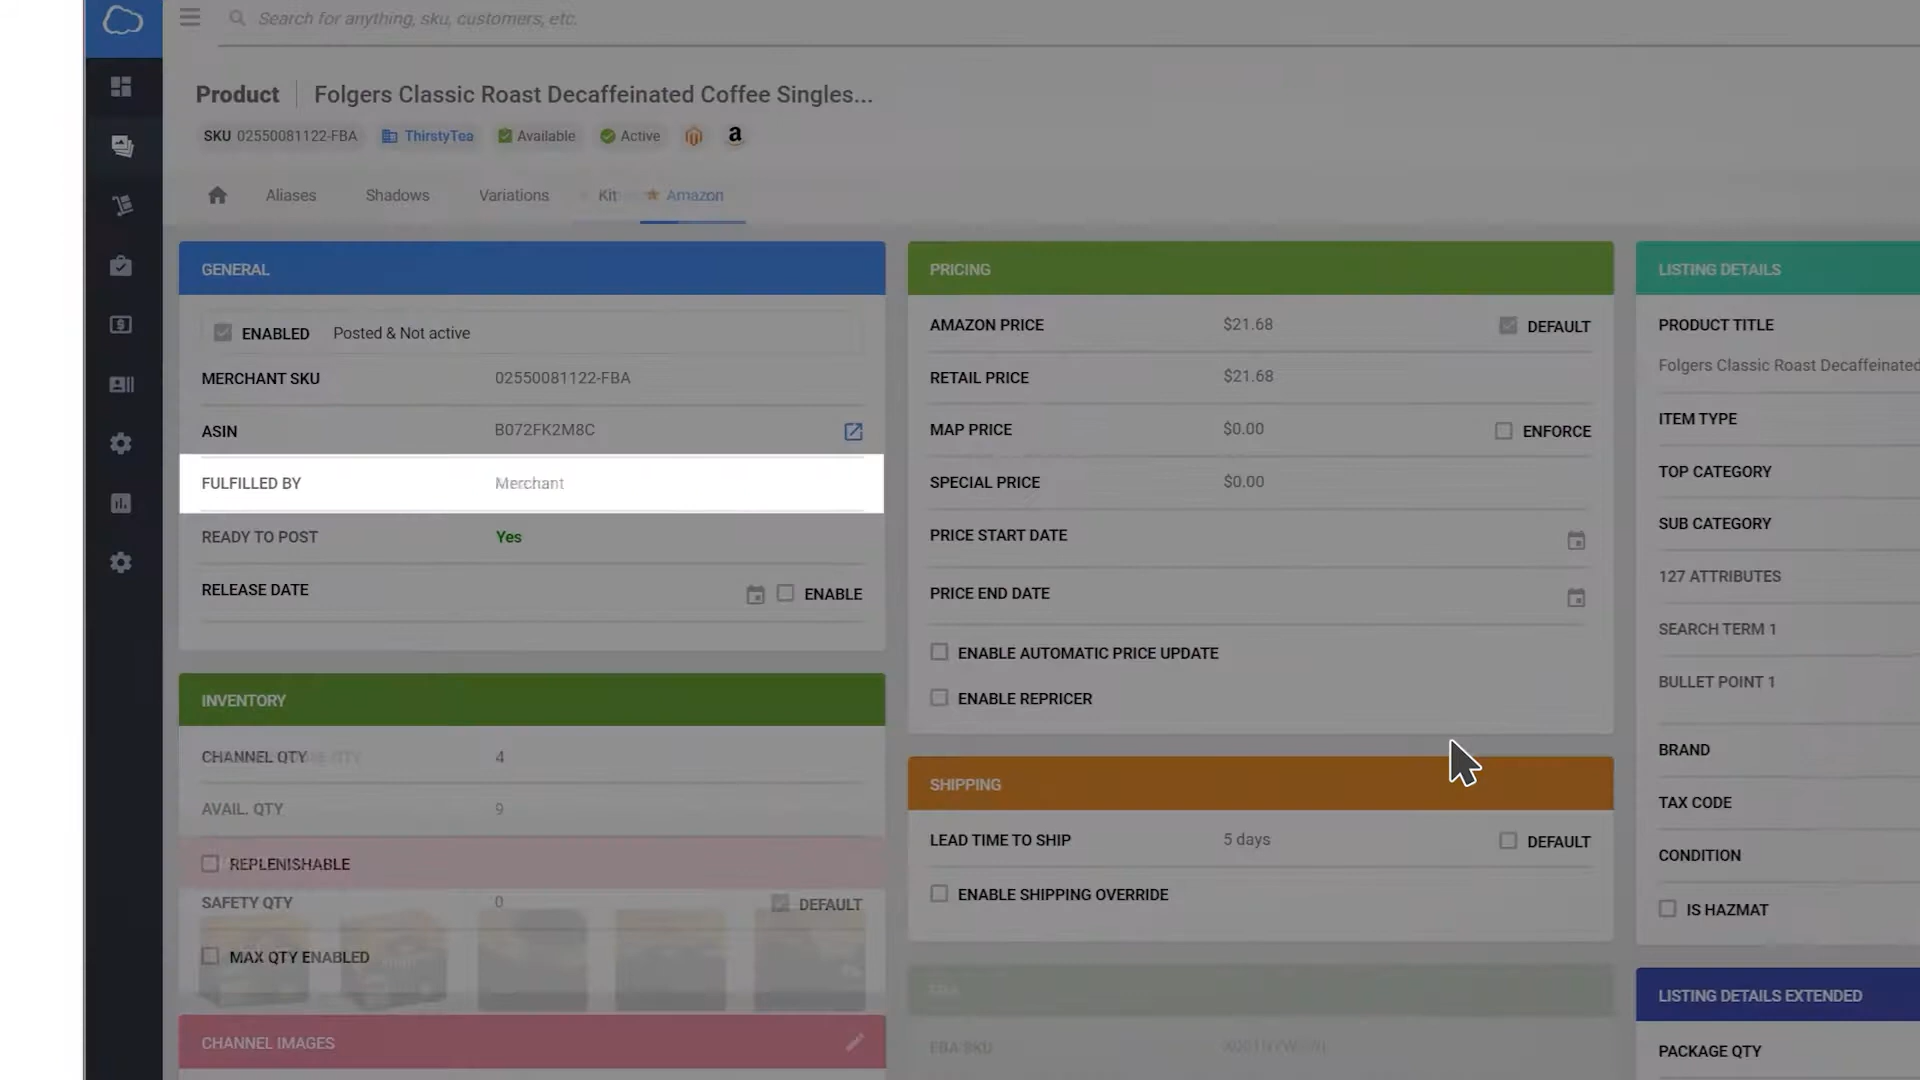 Search for anything, sku, customers, etc.
Product | Folgers Classic Roast Decaffeinated Coffee Singles...
SKU 02550081122-FBA ThirstyTea Available Active
Aliases Shadows Variations Kit Amazon
GENERAL
ENABLED Posted & Not active
MERCHANT SKU 02550081122-FBA
ASIN B072FK2M8C
FULFILLED BY Merchant
READY TO POST Yes
RELEASE DATE ENABLE
INVENTORY
CHANNEL QTY 4
AVAIL. QTY 9
REPLENISHABLE
SAFETY QTY 0 DEFAULT
MAX QTY ENABLED
CHANNEL IMAGES
PRICING
AMAZON PRICE $21.68 DEFAULT
RETAIL PRICE $21.68
MAP PRICE $0.00 ENFORCE
SPECIAL PRICE $0.00
PRICE START DATE
PRICE END DATE
ENABLE AUTOMATIC PRICE UPDATE
ENABLE REPRICER
SHIPPING
LEAD TIME TO SHIP 5 days DEFAULT
ENABLE SHIPPING OVERRIDE
FBA SKU
LISTING DETAILS
PRODUCT TITLE
Folgers Classic Roast Decaffeinated
ITEM TYPE
TOP CATEGORY
SUB CATEGORY
127 ATTRIBUTES
SEARCH TERM 1
BULLET POINT 1
BRAND
TAX CODE
CONDITION
IS HAZMAT
LISTING DETAILS EXTENDED
PACKAGE QTY